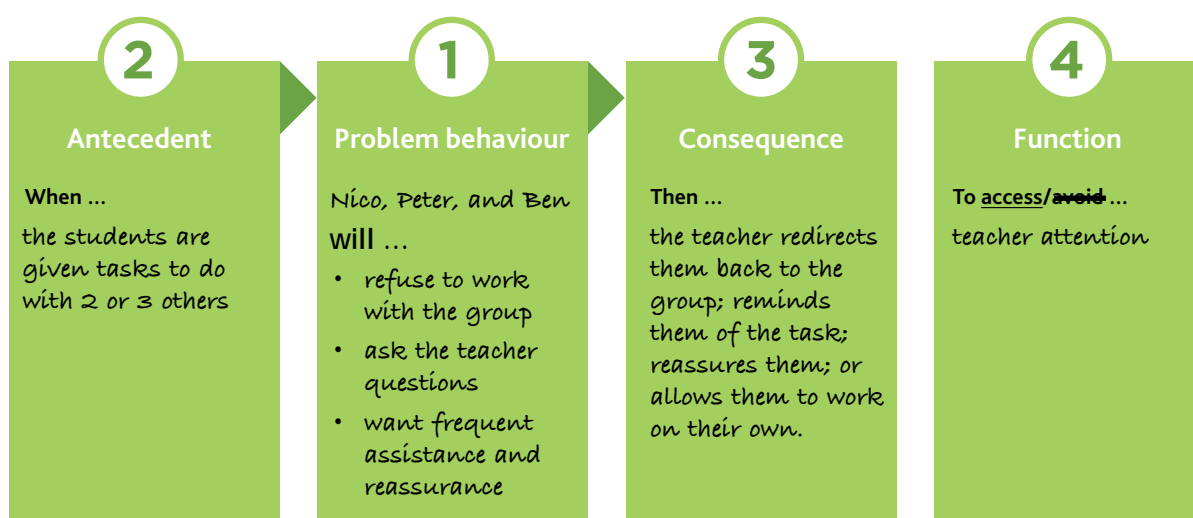 2
Antecedent
When ...
the students are
given tasks to do
with 2 or 3 others
1
Problem behaviour
Nico, Peter, and Ben
will ...
• refuse to work
with the group
• ask the teacher
questions
• want frequent
assistance and
reassurance
3
Consequence
Then ...
the teacher redirects
them back to the
group; reminds
them of the task;
reassures them; or
allows them to work
on their own.
4
Function
To access/avoid ...
teacher attention